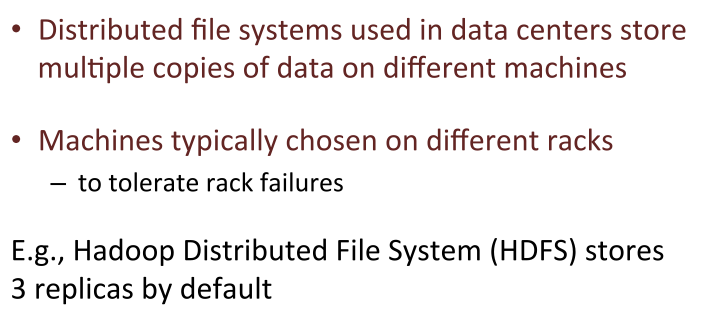 • Distributed file systems used in data centers store
multiple copies of data on different machines
• Machines typically chosen on different racks
– to tolerate rack failures
E.g., Hadoop Distributed File System (HDFS) stores
3 replicas by default